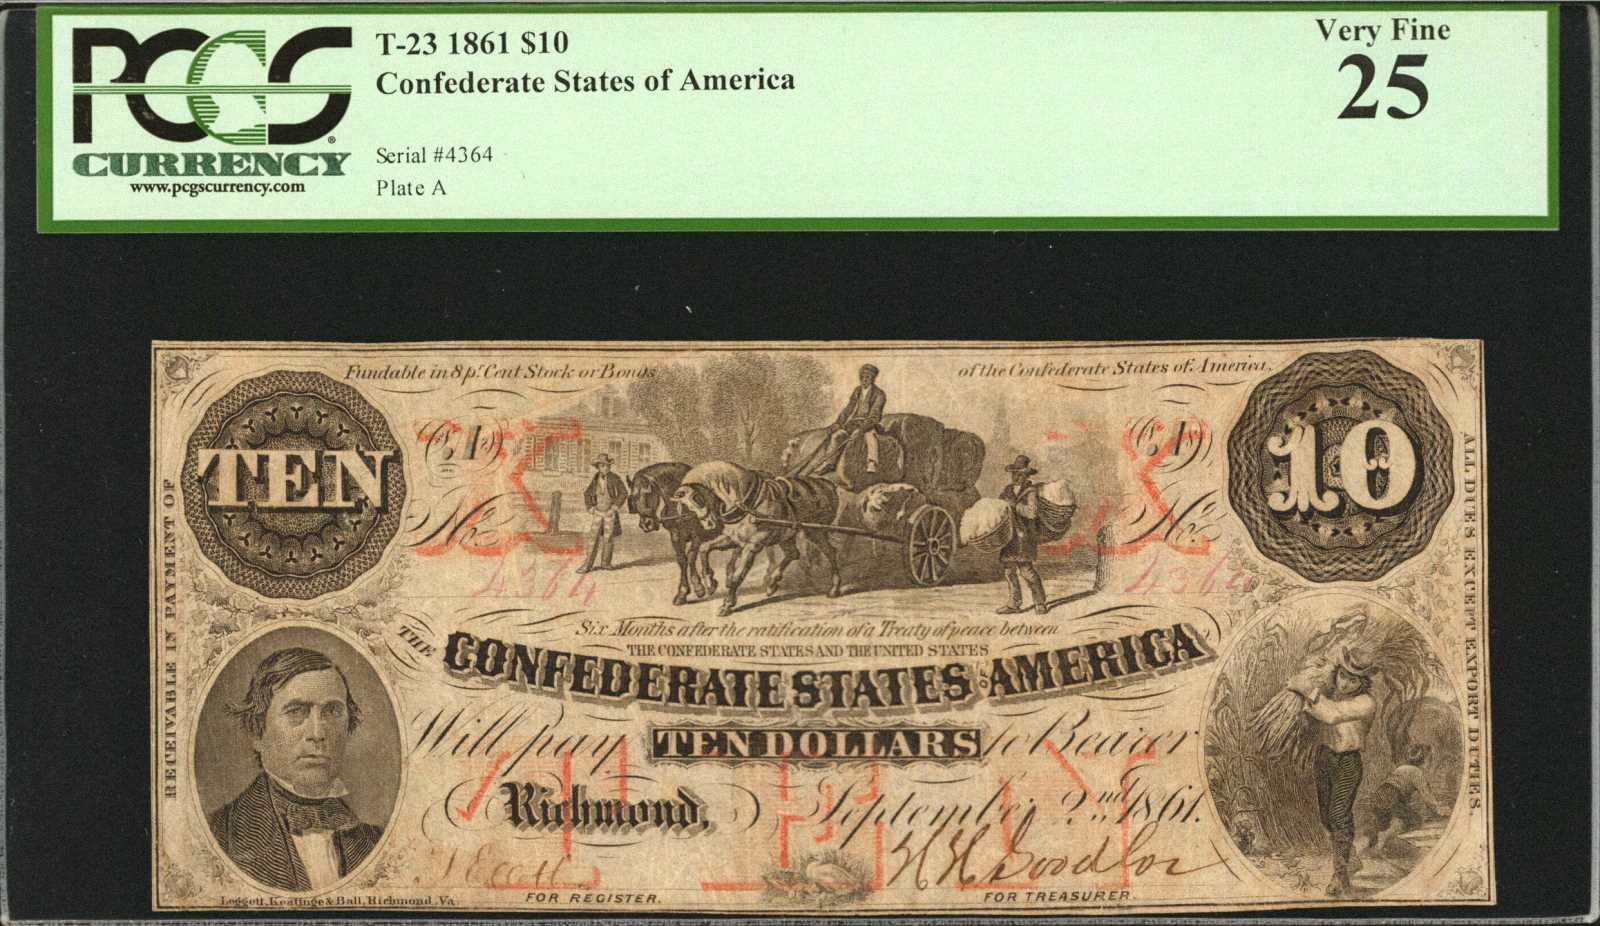 PCGS
CURRENCY
www.pcgscurrency.com
T-23 1861 $10
Confederate States of America
Serial #4364
Plate A
Very Fine
25
Fundable in 8 pr. Cent Stock or Bonds
of the Confederate States of America.
TEN
A
X
X
A
10
No.
No.
4364
4364
RECEIVABLE IN PAYMENT OF
ALL DUES EXCEPT EXPORT DUTIES.
Six Months after the ratification of a Treaty of peace between
THE CONFEDERATE STATES AND THE UNITED STATES
THE CONFEDERATE STATES OF AMERICA
Will pay TEN DOLLARS to Bearer
Richmond, September 2nd 1861.
TEN
FOR REGISTER.
FOR TREASURER.
Leggett, Keatinge & Ball, Richmond, Va.